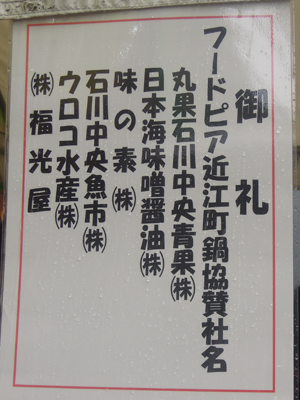 御礼
フードピア近江町鍋協賛社名
丸果石川中央青果㈱
日本海味噌醤油㈱
味の素㈱
石川中央魚市㈱
ウロコ水産㈱
㈱福光屋